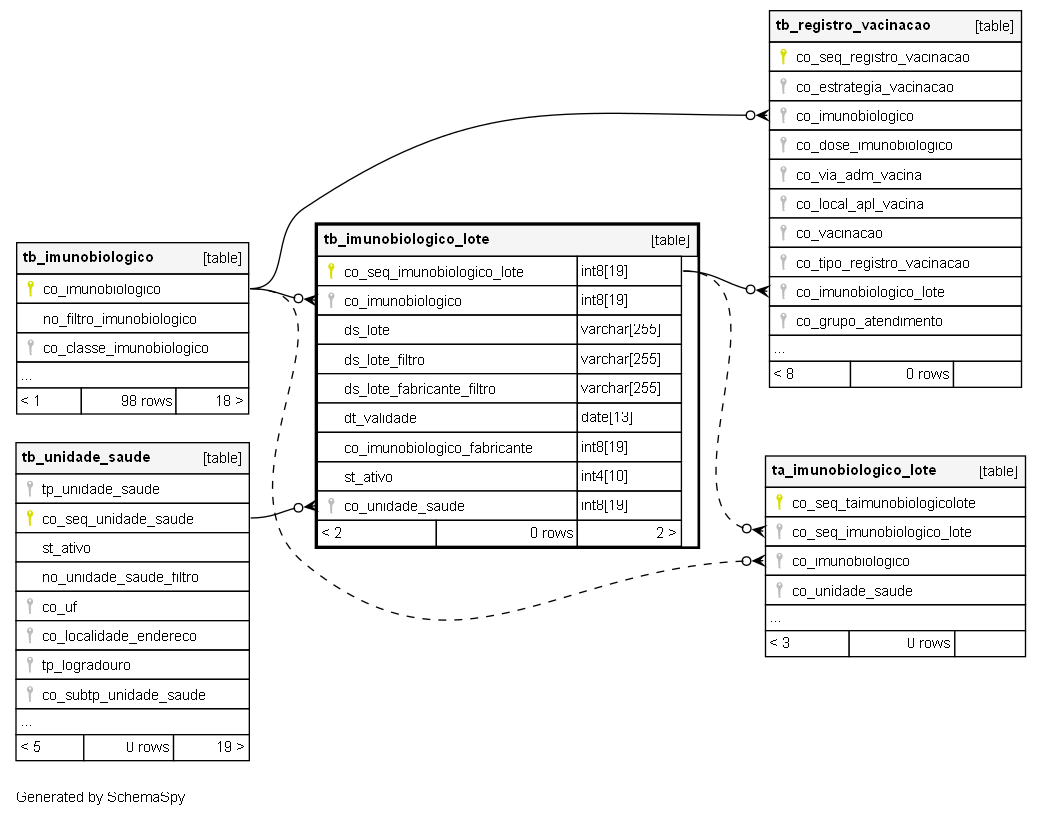 tb_registro_vacinacao [table]
co_seq_registro_vacinacao
co_estrategia_vacinacao
co_imunobiologico
co_dose_imunobiologico
co_via_adm_vacina
co_local_apl_vacina
co_vacinacao
co_tipo_registro_vacinacao
co_imunobiologico_lote
co_grupo_atendimento
...
< 8 0 rows
tb_imunobiologico_lote [table]
co_seq_imunobiologico_lote int8[19]
co_imunobiologico int8[19]
ds_lote varchar[255]
ds_lote_filtro varchar[255]
ds_lote_fabricante_filtro varchar[255]
dt_validade date[13]
co_imunobiologico_fabricante int8[19]
st_ativo int4[10]
co_unidade_saude int8[19]
< 2 0 rows 2 >
tb_imunobiologico [table]
co_imunobiologico
no_filtro_imunobiologico
co_classe_imunobiologico
...
< 1 98 rows 18 >
tb_unidade_saude [table]
tp_unidade_saude
co_seq_unidade_saude
st_ativo
no_unidade_saude_filtro
co_uf
co_localidade_endereco
tp_logradouro
co_subtp_unidade_saude
...
< 5 0 rows 19 >
ta_imunobiologico_lote [table]
co_seq_taimunobiologicolote
co_seq_imunobiologico_lote
co_imunobiologico
co_unidade_saude
...
< 3 0 rows
Generated by SchemaSpy